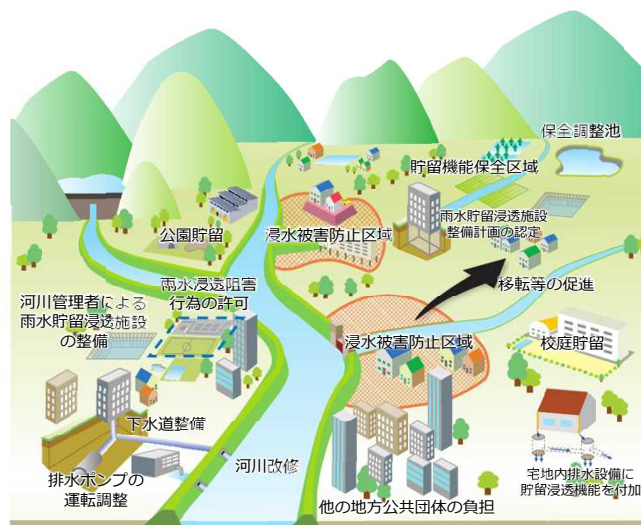 保全調整池
貯留機能保全区域
雨水貯留浸透施設
整備計画の認定
公園貯留
浸水被害防止区域
移転等の促進
雨水浸透阻害
行為の許可
河川管理者による
雨水貯留浸透施設
の整備
浸水被害防止区域
校庭貯留
下水道整備
排水ポンプの
運転調整
河川改修
他の地方公共団体の負担
宅地内排水設備に
貯留浸透機能を付加